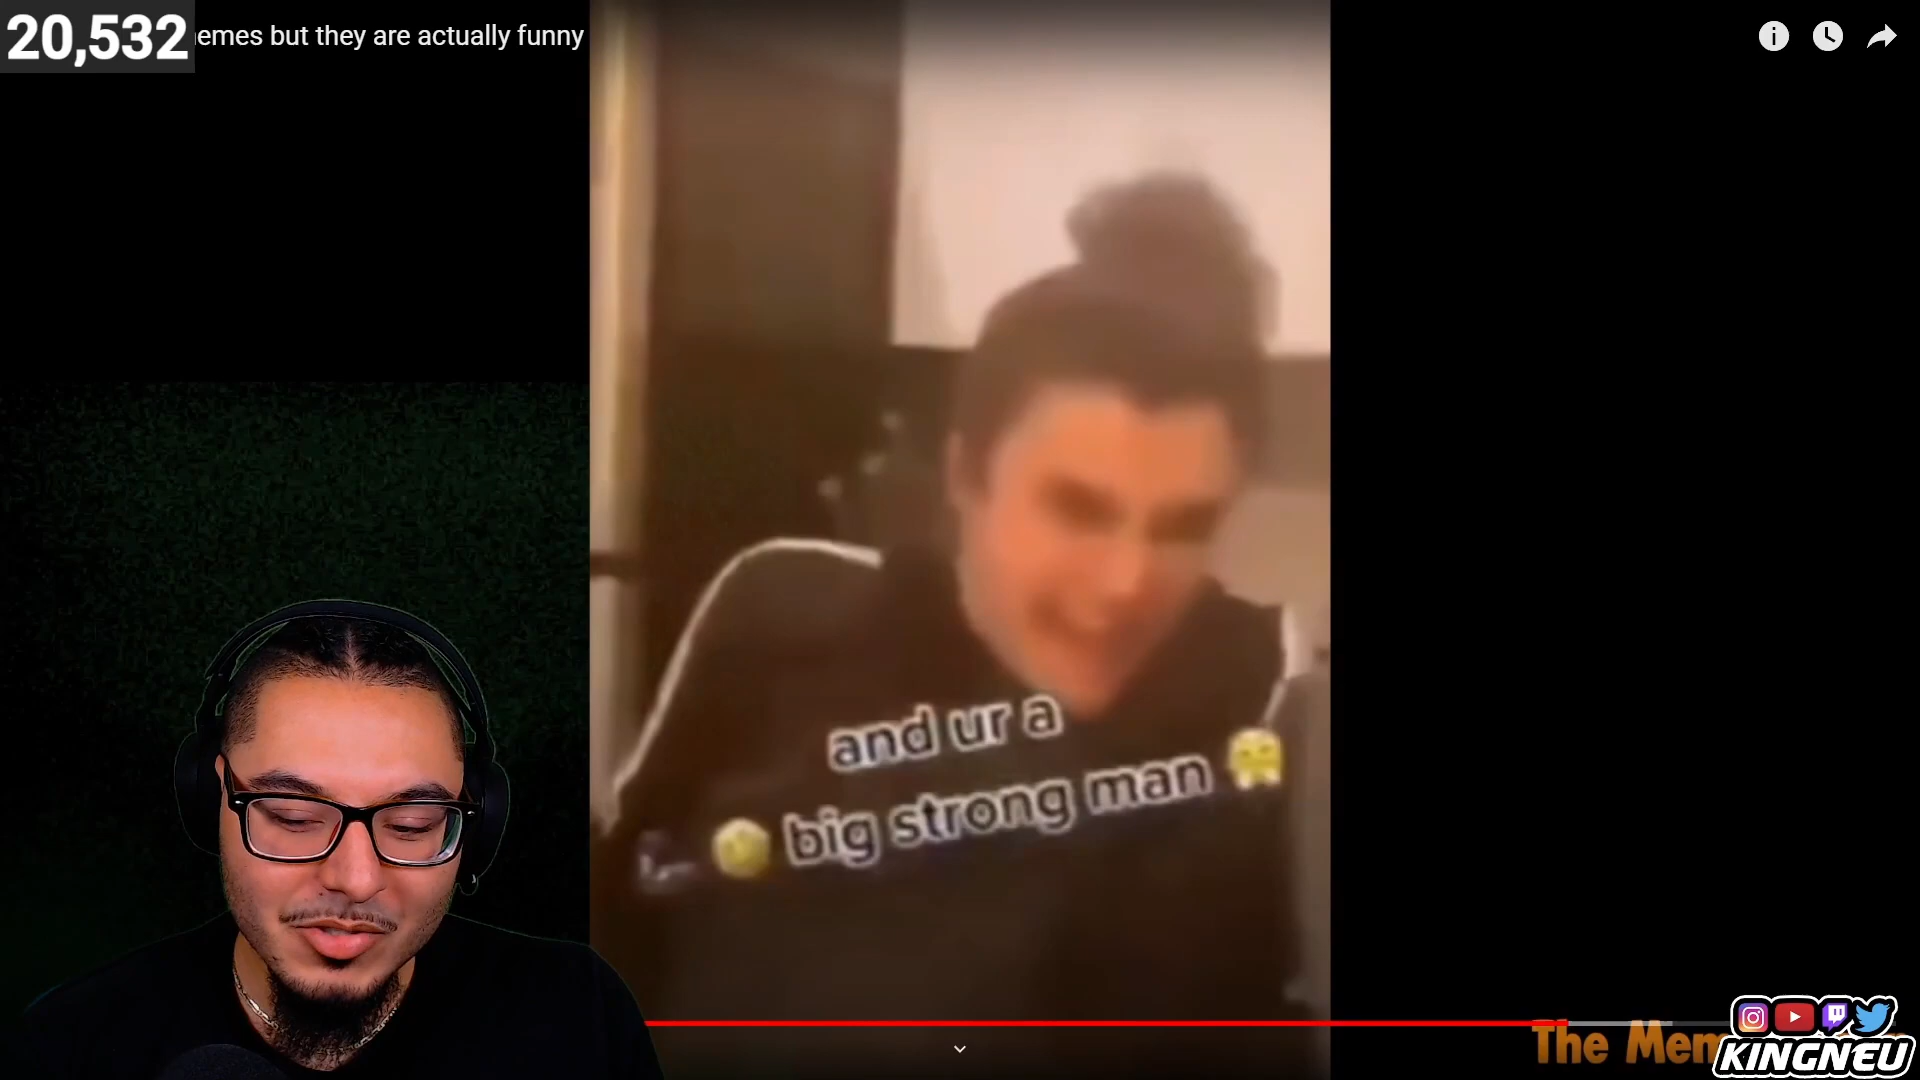 20,532
emes but they are actually funny
and ur a
big strong man
The Mem
KINGNEU